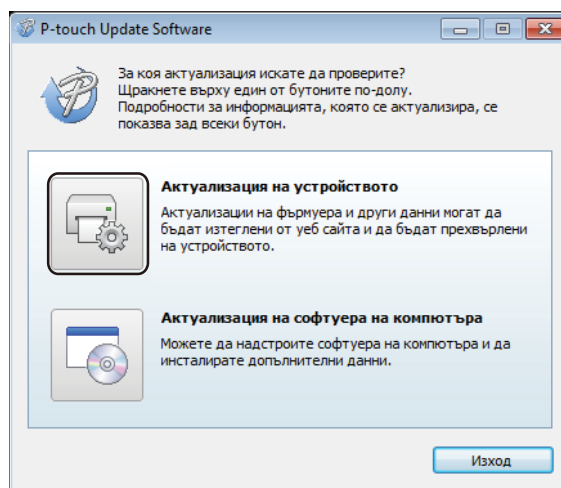 P-touch Update Software
За коя актуализация искате да проверите?
Щракнете върху един от бутоните по-долу.
Подробности за информацията, която се актуализира, се
показва зад всеки бутон.
Актуализация на устройството
Актуализации на фърмуера и други данни могат да
бъдат изтеглени от уеб сайта и да бъдат прехвърлени
на устройството.
Актуализация на софтуера на компютъра
Можете да надстроите софтуера на компютъра и да
инсталирате допълнителни данни.
Изход